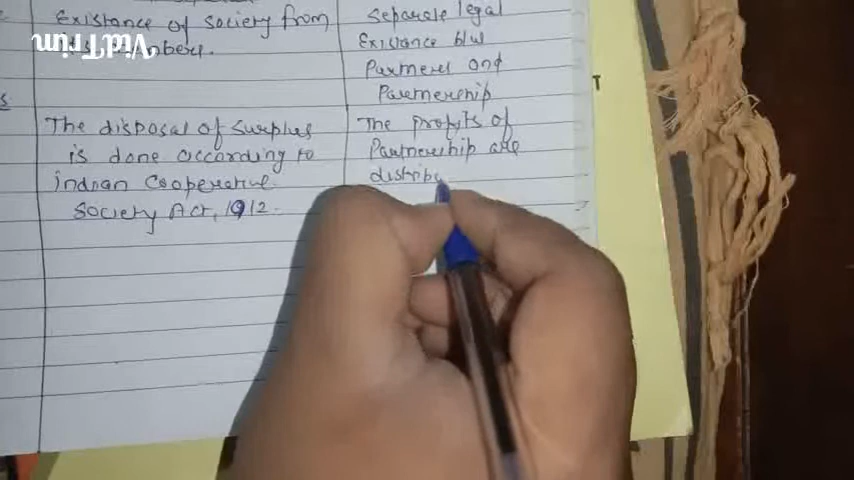 Existance of society from
its members.
Separate legal
Existance b/w
Partners and
Partnership
s
The disposal of surplus
is done according to
indian Cooperative
Society Act, 1912.
The profits of
Partnership are
distribu
VidTrim
T